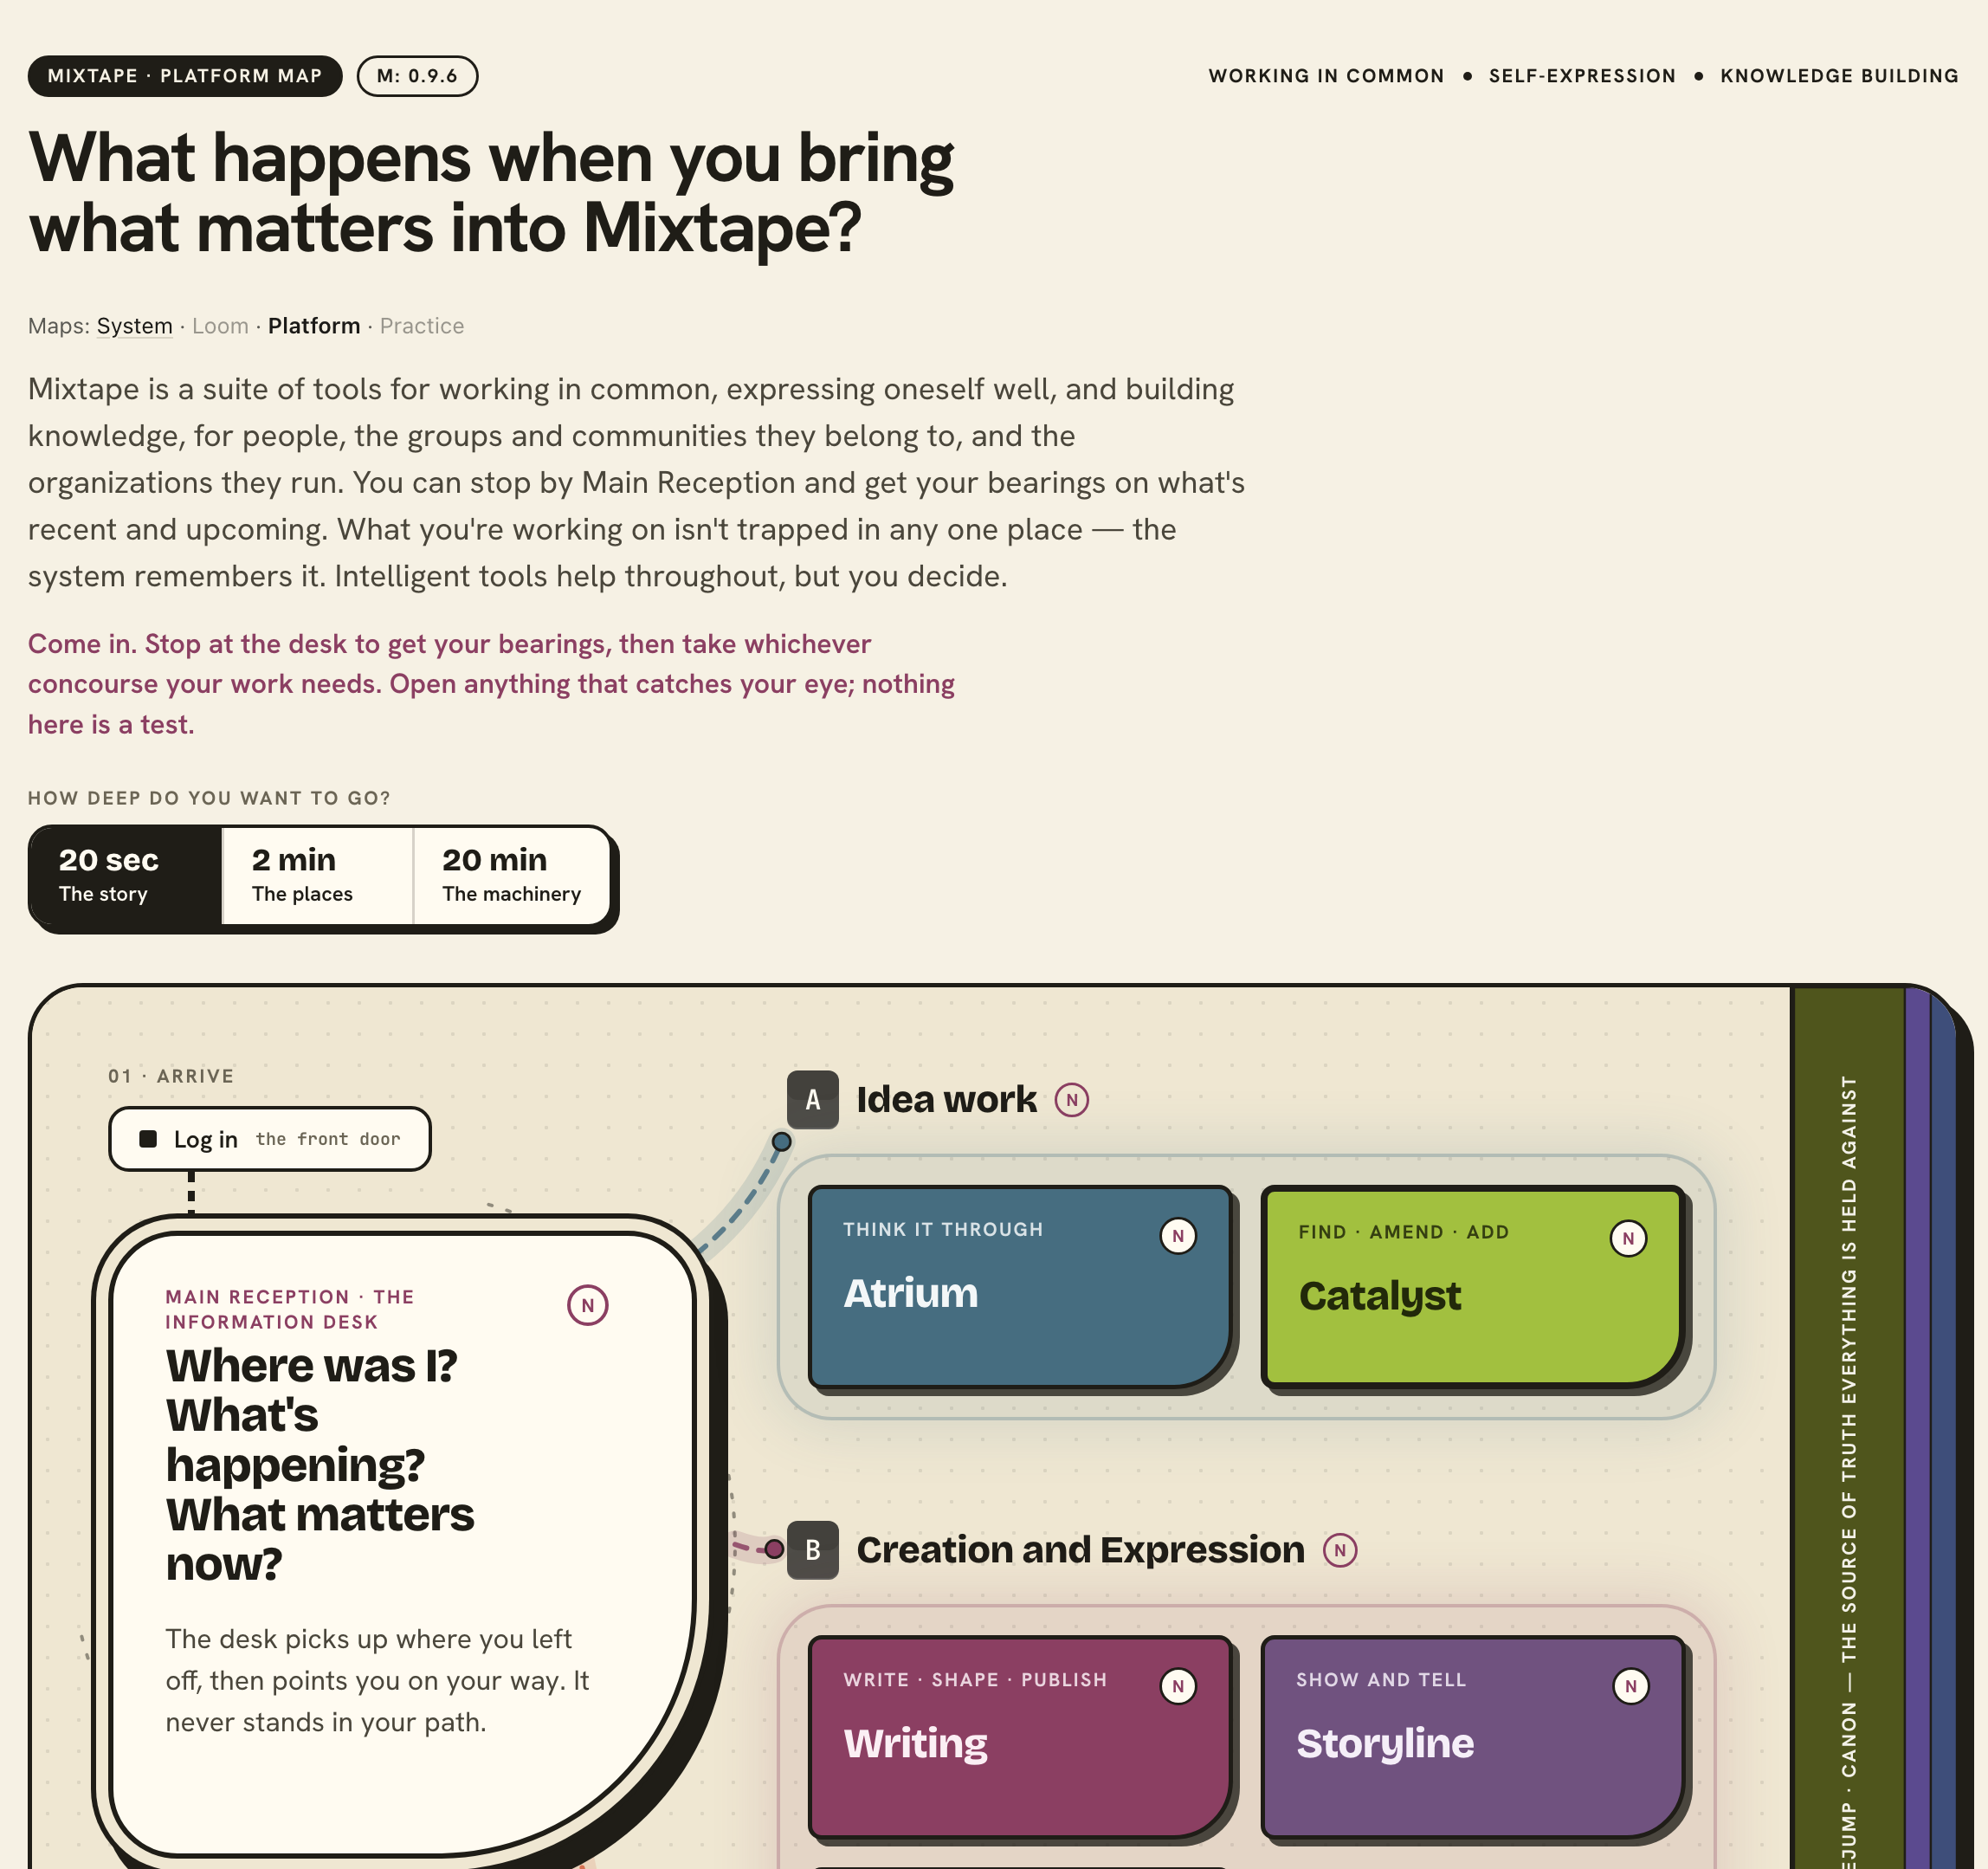 MIXTAPE · PLATFORM MAP
M: 0.9.6
WORKING IN COMMON • SELF-EXPRESSION • KNOWLEDGE BUILDING
What happens when you bring
what matters into Mixtape?
Maps: System · Loom · Platform · Practice
Mixtape is a suite of tools for working in common, expressing oneself well, and building
knowledge, for people, the groups and communities they belong to, and the
organizations they run. You can stop by Main Reception and get your bearings on what's
recent and upcoming. What you're working on isn't trapped in any one place — the
system remembers it. Intelligent tools help throughout, but you decide.
Come in. Stop at the desk to get your bearings, then take whichever
concourse your work needs. Open anything that catches your eye; nothing
here is a test.
HOW DEEP DO YOU WANT TO GO?
20 sec
The story
2 min
The places
20 min
The machinery
01 · ARRIVE
Log in the front door
MAIN RECEPTION · THE
INFORMATION DESK
N
Where was I?
What's
happening?
What matters
now?
The desk picks up where you left
off, then points you on your way. It
never stands in your path.
A Idea work N
THINK IT THROUGH N
Atrium
FIND · AMEND · ADD N
Catalyst
B Creation and Expression N
WRITE · SHAPE · PUBLISH N
Writing
SHOW AND TELL N
Storyline
EJUMP · CANON — THE SOURCE OF TRUTH EVERYTHING IS HELD AGAINST